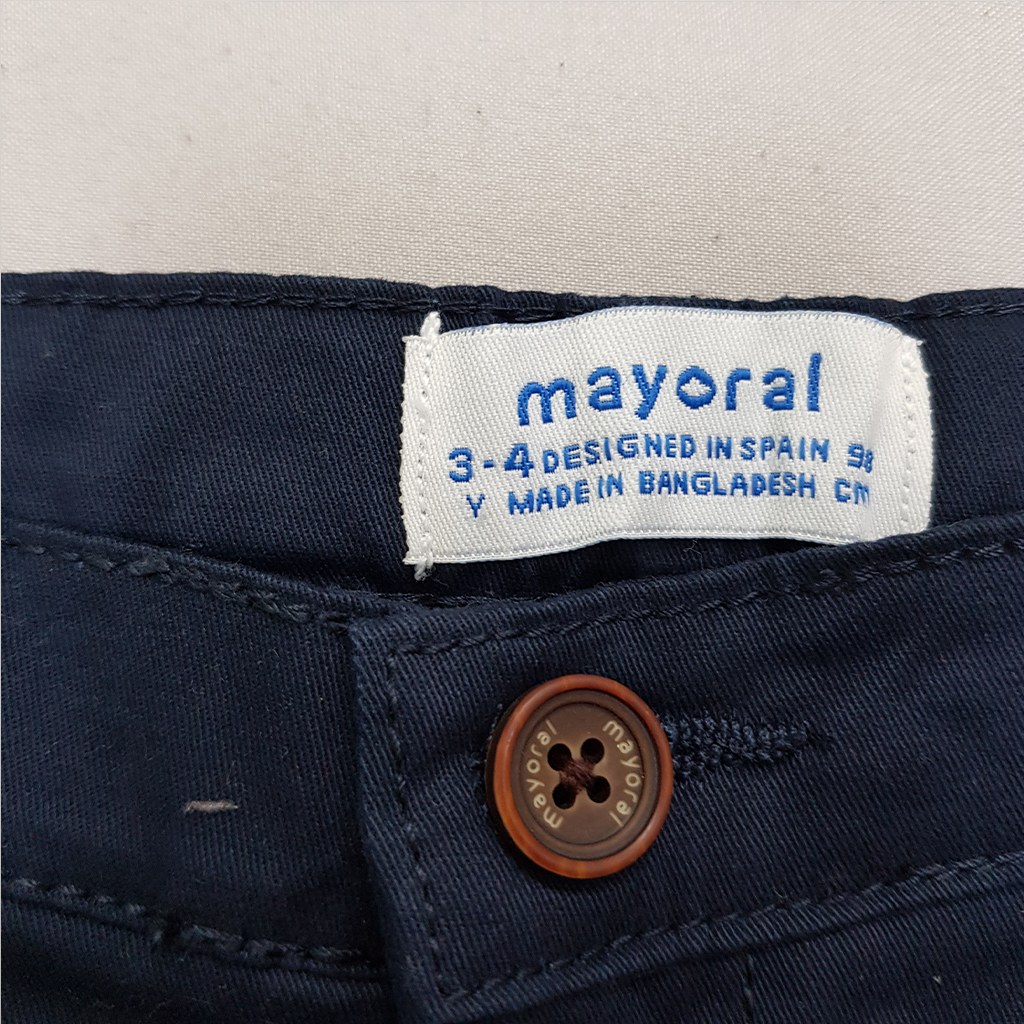 mayoral
3-4 DESIGNED IN SPAIN 98
Y MADE IN BANGLADESH CM
mayoral mayoral